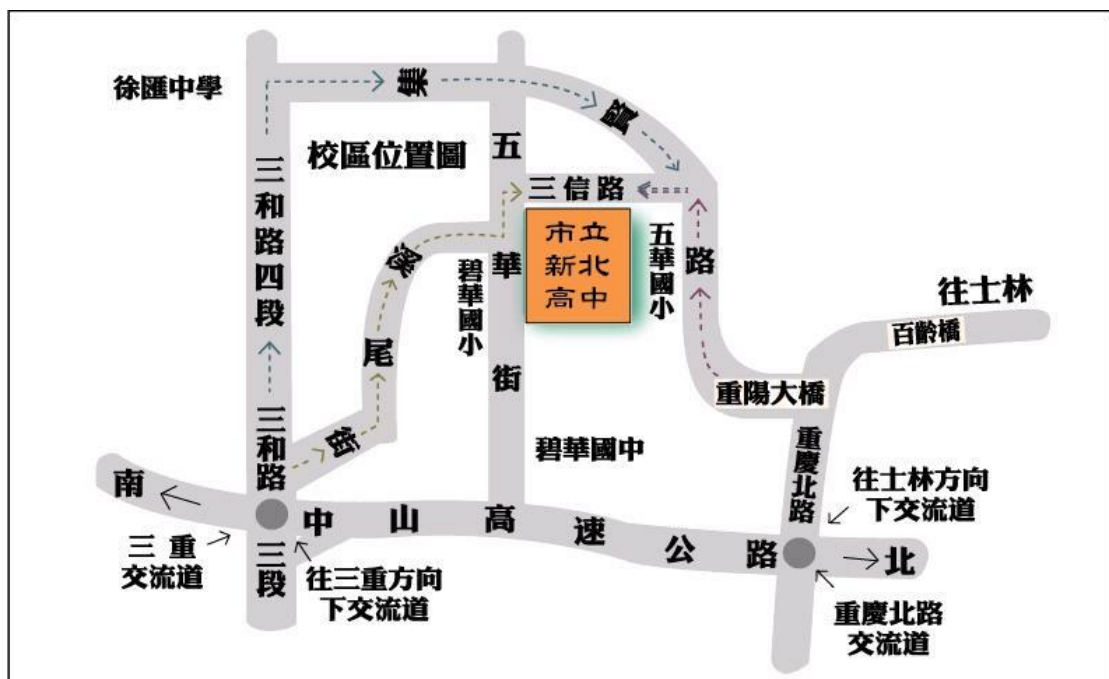 徐匯中學
集賢路
校區位置圖
五華街
三信路
市立
新北
高中
五華國小
三和路四段
溪尾街
碧華國小
往士林
百齡橋
重陽大橋
三和路三段
碧華國中
重慶北路
往士林方向
下交流道
南
中山高速公路
北
三重
交流道
往三重方向
下交流道
重慶北路
交流道